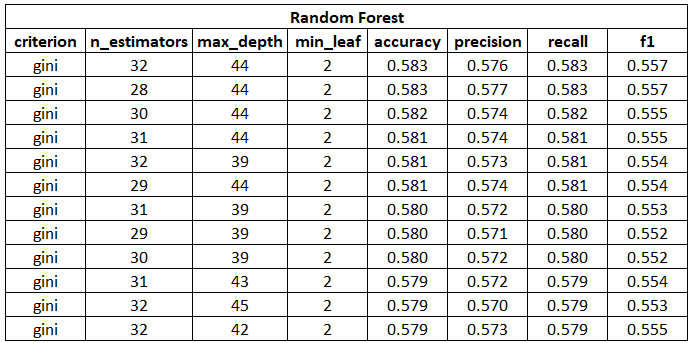 Random Forest
criterion n_estimators max_depth min_leaf accuracy precision recall f1
gini 32 44 2 0.583 0.576 0.583 0.557
gini 28 44 2 0.583 0.577 0.583 0.557
gini 30 44 2 0.582 0.574 0.582 0.555
gini 31 44 2 0.581 0.574 0.581 0.555
gini 32 39 2 0.581 0.573 0.581 0.554
gini 29 44 2 0.581 0.574 0.581 0.554
gini 31 39 2 0.580 0.572 0.580 0.553
gini 29 39 2 0.580 0.571 0.580 0.552
gini 30 39 2 0.580 0.572 0.580 0.552
gini 31 43 2 0.579 0.572 0.579 0.554
gini 32 45 2 0.579 0.570 0.579 0.553
gini 32 42 2 0.579 0.573 0.579 0.555